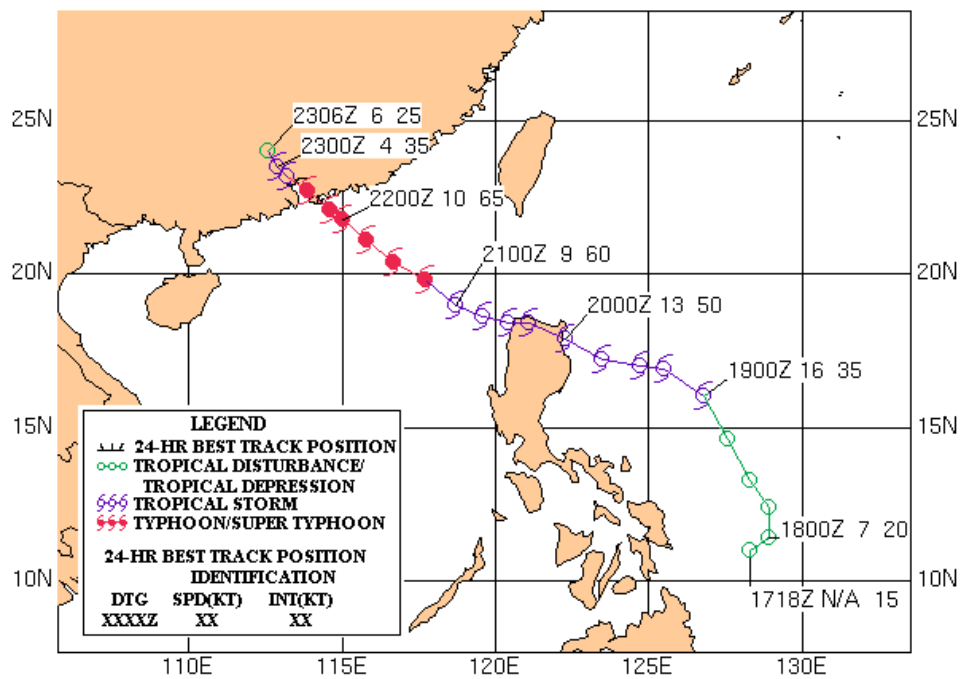 25N
20N
15N
10N
2306Z 6 25
2300Z 4 35
2200Z 10 65
2100Z 9 60
2000Z 13 50
1900Z 16 35
1800Z 7 20
1718Z N/A 15
LEGEND
24-HR BEST TRACK POSITION
TROPICAL DISTURBANCE/
TROPICAL DEPRESSION
TROPICAL STORM
TYPHOON/SUPER TYPHOON
24-HR BEST TRACK POSITION
IDENTIFICATION
DTG SPD(KT) INT(KT)
XXXXZ XX XX
25N
20N
15N
10N
110E 115E 120E 125E 130E